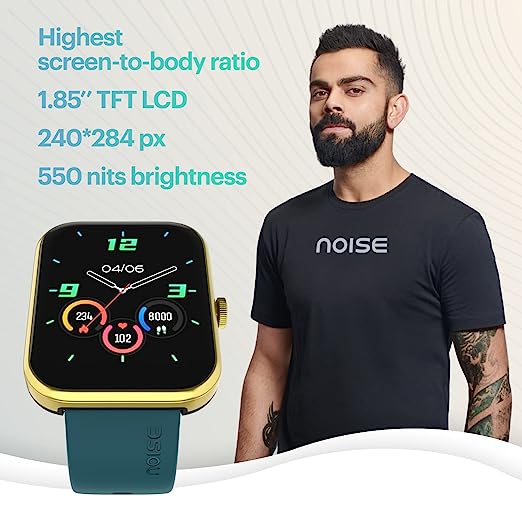 Highest
screen-to-body ratio
1.85’’ TFT LCD
240*284 px
550 nits brightness
NOISE
12
04/06
9
3
234
8000
102
NOISE